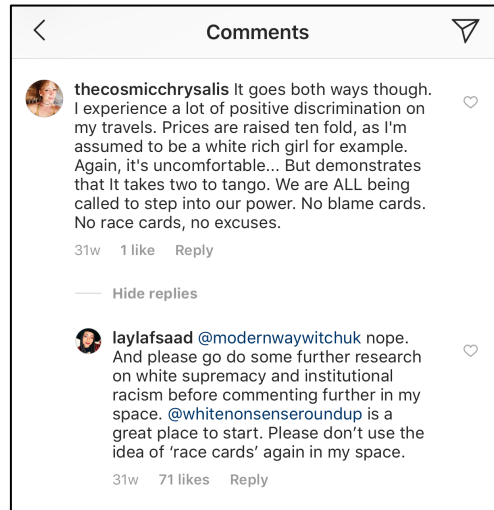 Comments
thecosmicchrysalis It goes both ways though.
I experience a lot of positive discrimination on
my travels. Prices are raised ten fold, as I'm
assumed to be a white rich girl for example.
Again, it's uncomfortable... But demonstrates
that It takes two to tango. We are ALL being
called to step into our power. No blame cards.
No race cards, no excuses.
31w 1 like Reply
Hide replies
laylafsaad @modernwaywitchuk nope.
And please go do some further research
on white supremacy and institutional
racism before commenting further in my
space. @whitenonsenseroundup is a
great place to start. Please don’t use the
idea of ‘race cards’ again in my space.
31w 71 likes Reply